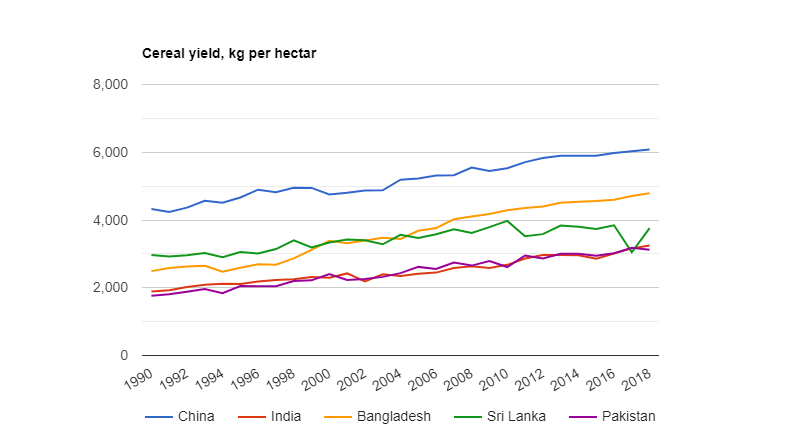 Cereal yield, kg per hectar
8,000
6,000
4,000
2,000
0
1990 1992 1994 1996 1998 2000 2002 2004 2006 2008 2010 2012 2014 2016 2018
China India Bangladesh Sri Lanka Pakistan